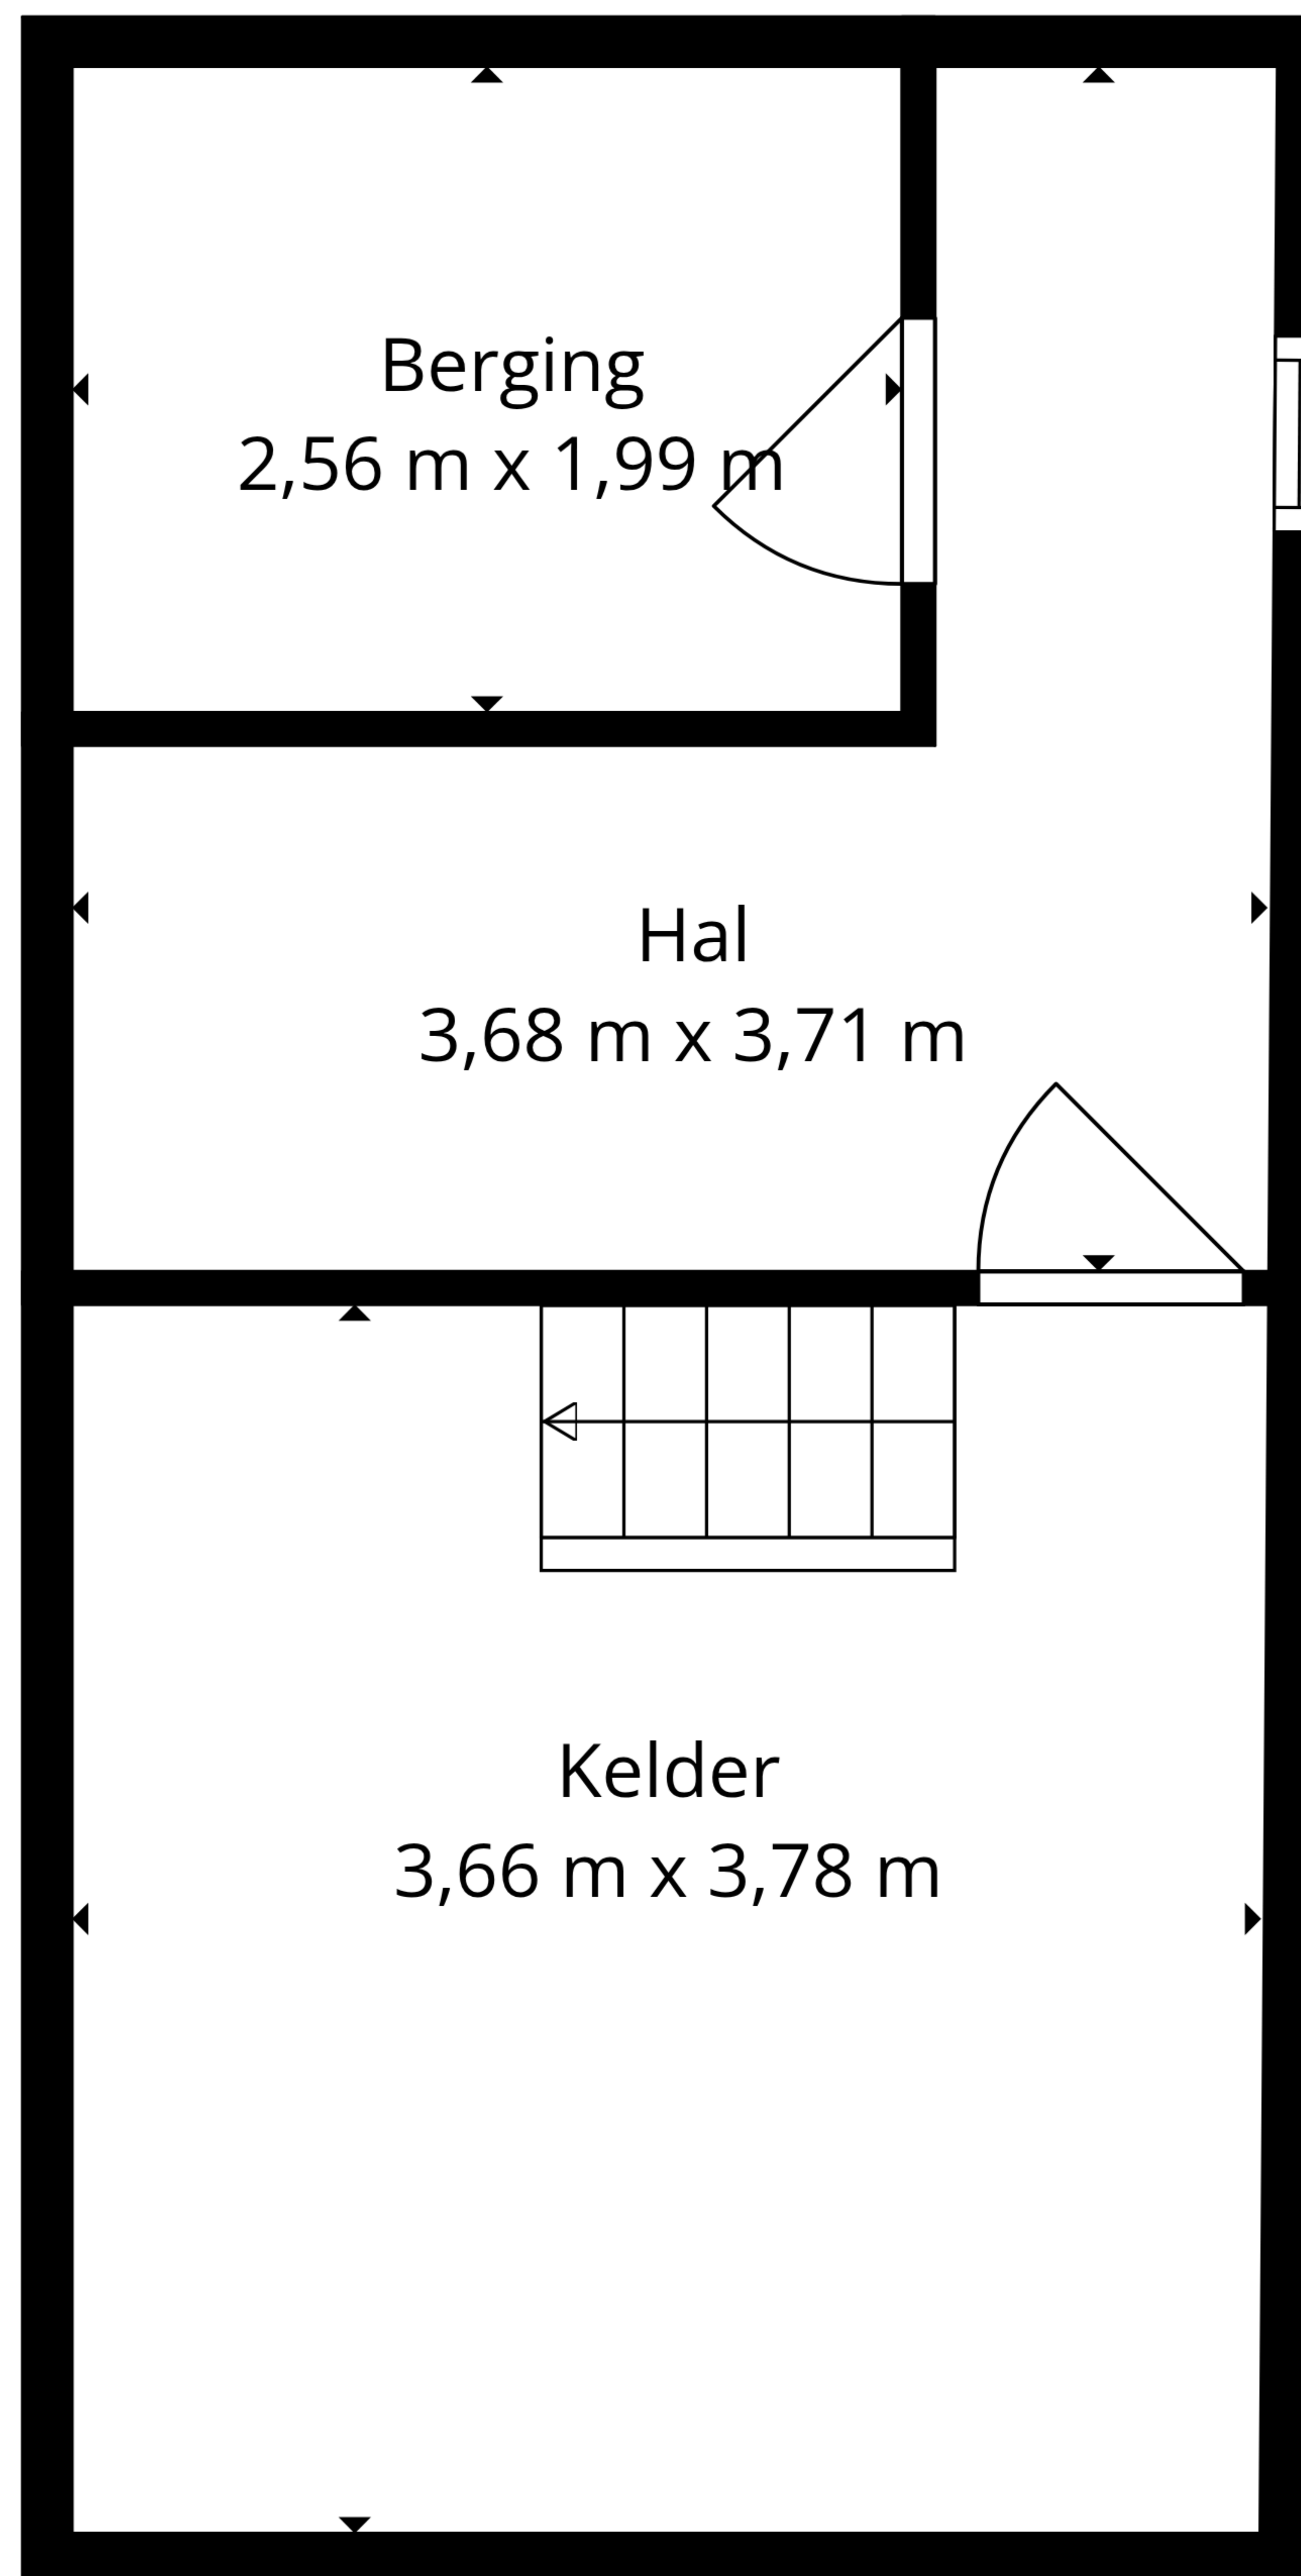 Berging
2,56 m x 1,99 m
Hal
3,68 m x 3,71 m
Kelder
3,66 m x 3,78 m